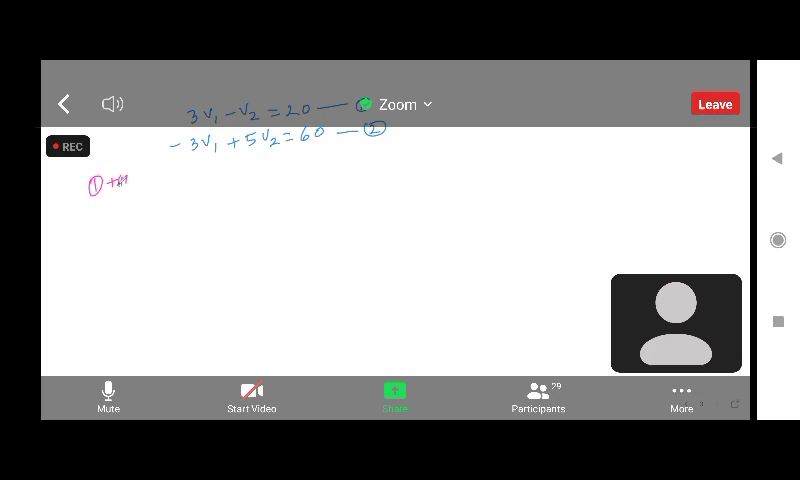 3V₁ - V₂ = 20 — ①
Zoom
Leave
REC
- 3V₁ + 5V₂ = 60 — ②
① +
29
Mute
Start Video
Share
Participants
More